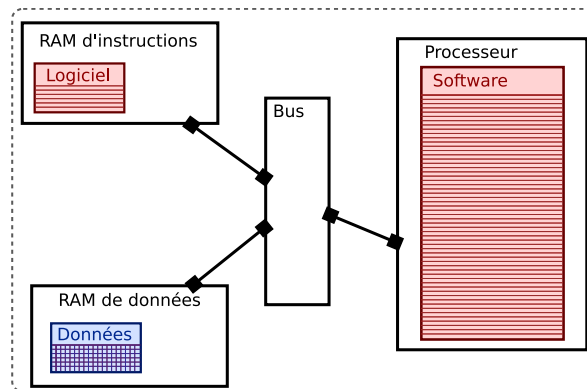 RAM d'instructions
Logiciel
Bus
Processeur
Software
RAM de données
Données